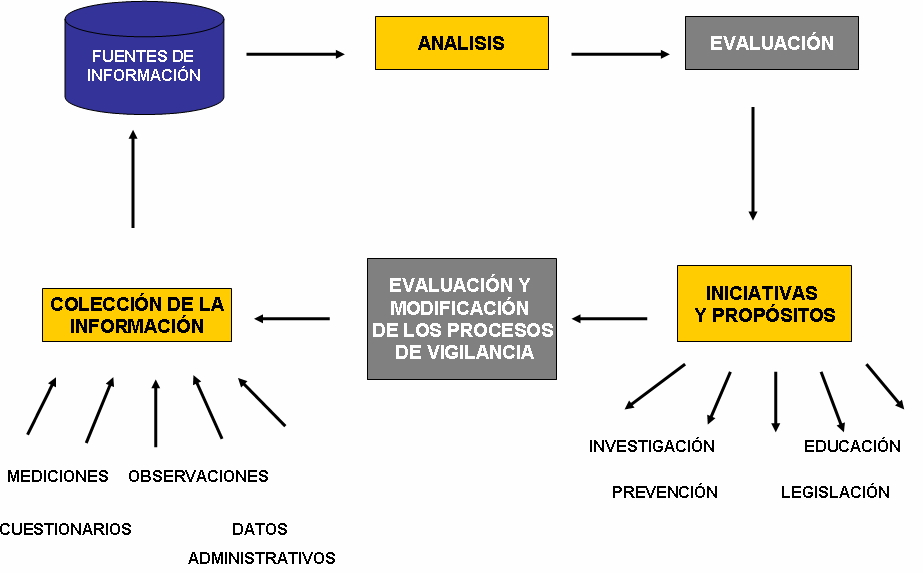 FUENTES DE
INFORMACIÓN
ANALISIS
EVALUACIÓN
COLECCIÓN DE LA
INFORMACIÓN
EVALUACIÓN Y
MODIFICACIÓN
DE LOS PROCESOS
DE VIGILANCIA
INICIATIVAS
Y PROPÓSITOS
MEDICIONES
OBSERVACIONES
CUESTIONARIOS
DATOS
ADMINISTRATIVOS
INVESTIGACIÓN
EDUCACIÓN
PREVENCIÓN
LEGISLACIÓN